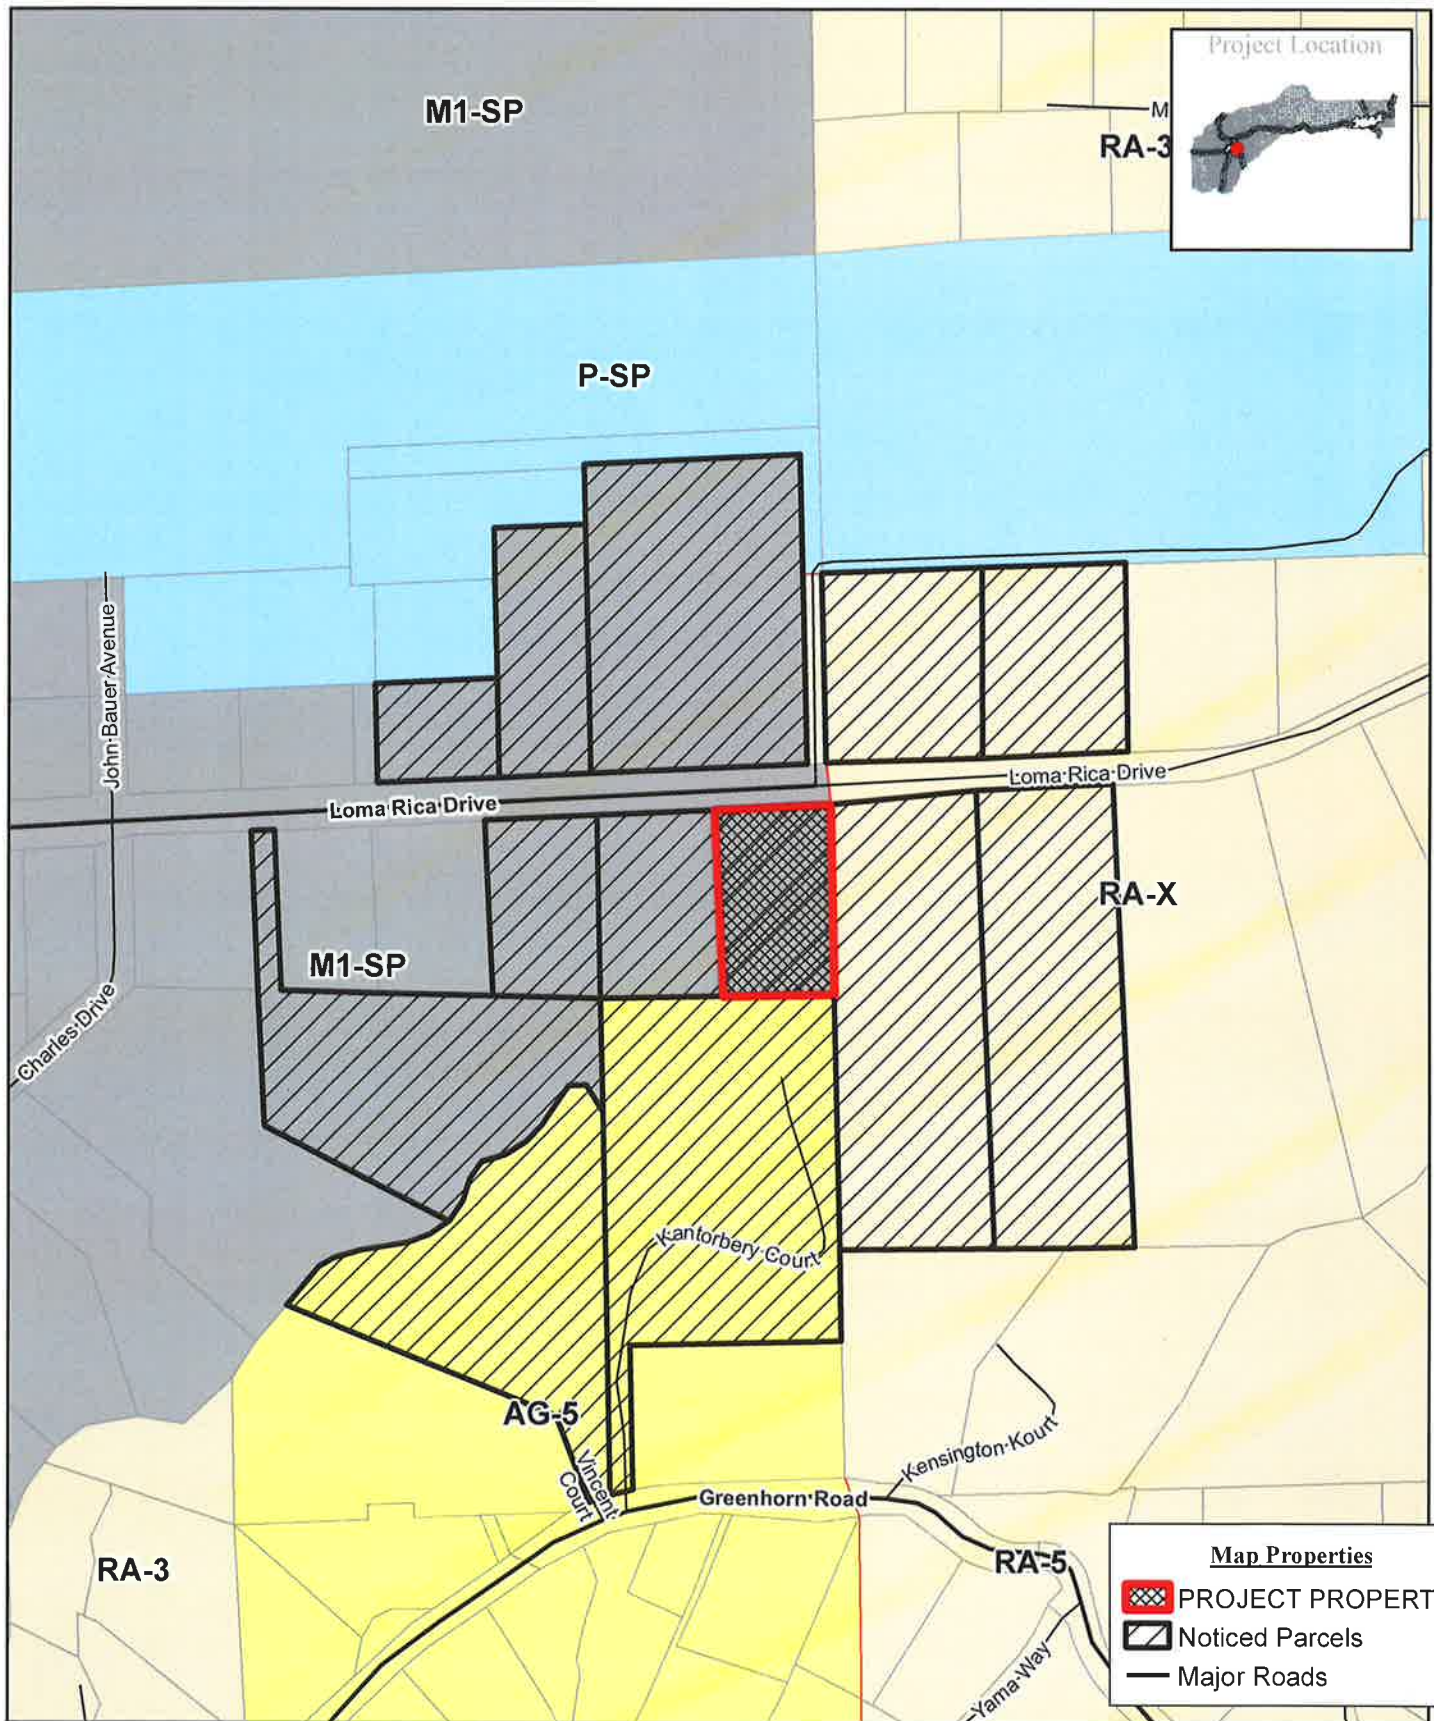 Project Location
M1-SP
M
RA-3
P-SP
John Bauer Avenue
Loma Rica Drive
Loma Rica Drive
RA-X
M1-SP
Charles Drive
Kantorbery Court
AG-5
Vincent
Court
Kensington Kourt
Greenhorn Road
RA-3
RA-5
Yama Way
Map Properties
PROJECT PROPERT
Noticed Parcels
Major Roads